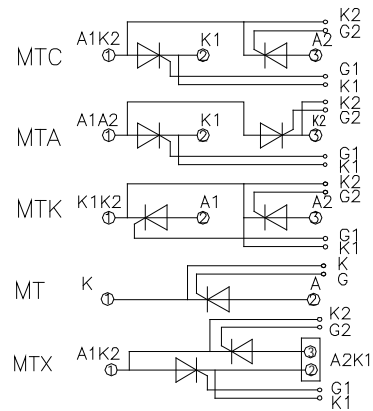 K2
G2
A1K2 K1 A2
MTC ① ② ③
G1
K1
K2
A1A2 K1 K2
G2
MTA ① ② ③
G1
K1
K2
G2
K1K2 A1 A2
MTK ① ② ③
G1
K1
K
G
K A
MT ① ②
K2
G2
A1K2 ③
MTX ① ② A2K1
G1
K1